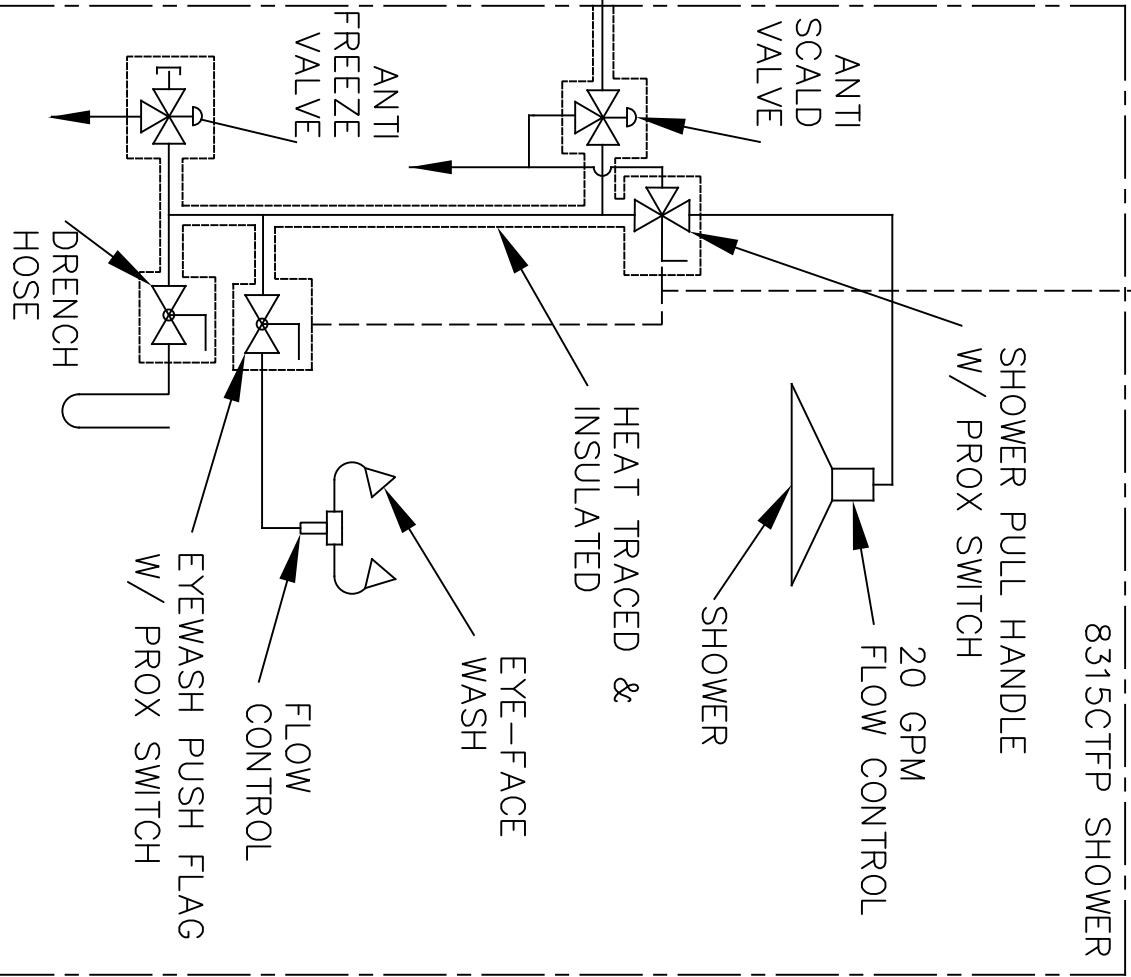 8315CTFP SHOWER
SHOWER PULL HANDLE
W/ PROX SWITCH
20 GPM
FLOW CONTROL
SHOWER
ANTI
SCALD
VALVE
HEAT TRACED &
INSULATED
EYE-FACE
WASH
FLOW
CONTROL
EYEWASH PUSH FLAG
W/ PROX SWITCH
ANTI
FREEZE
VALVE
DRENCH
HOSE